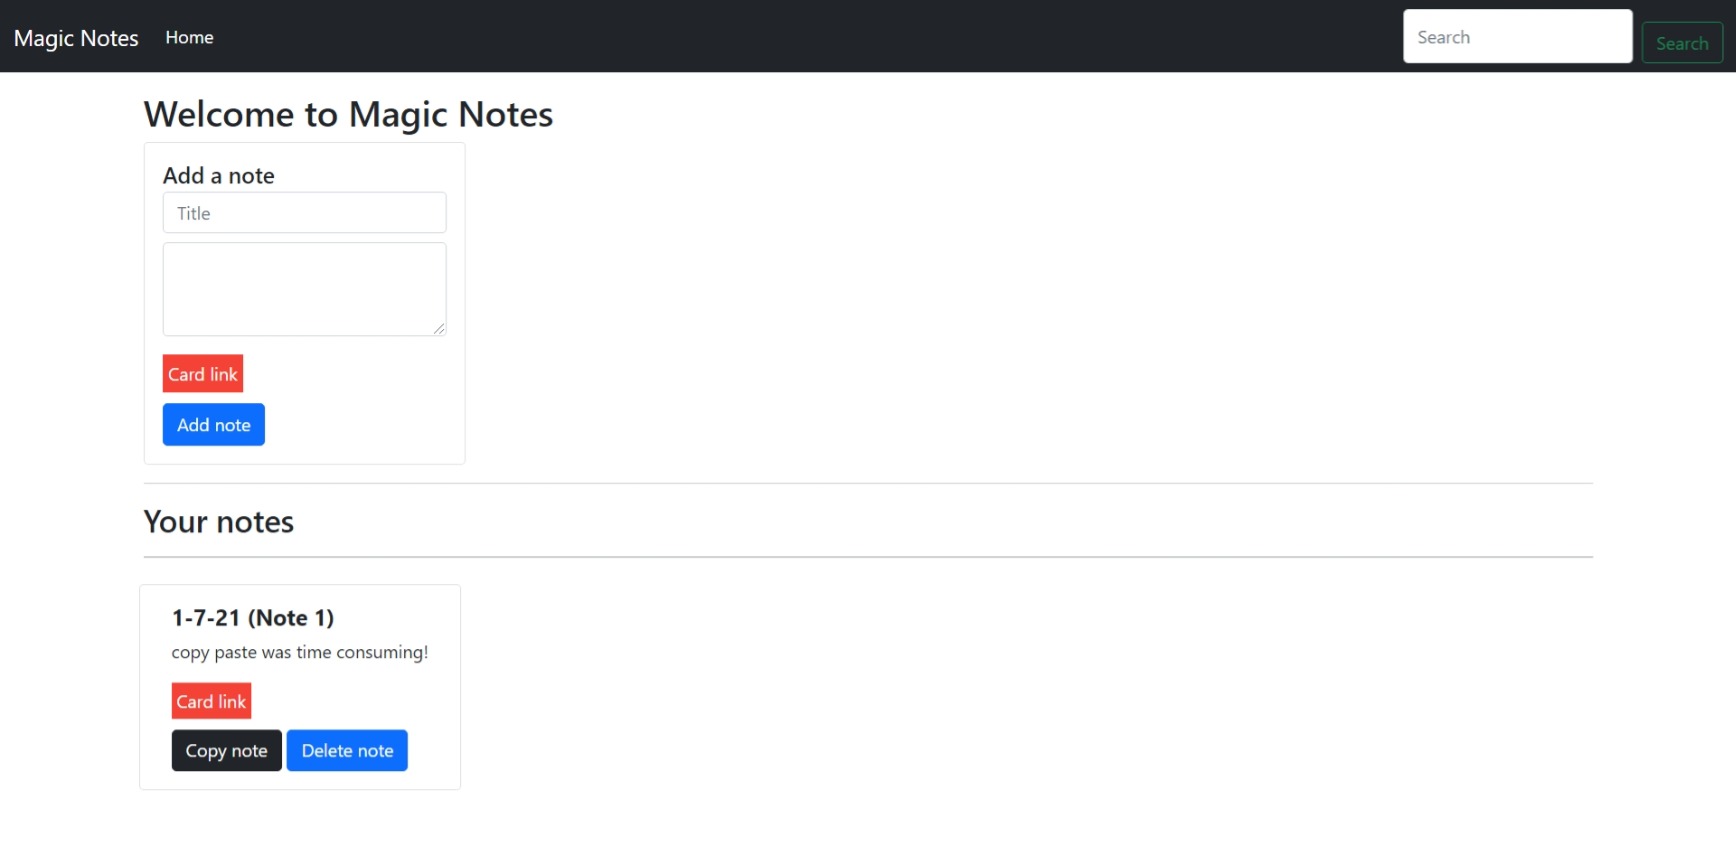 Magic Notes Home Search Search
Welcome to Magic Notes
Add a note
Title
Card link
Add note
Your notes
1-7-21 (Note 1)
copy paste was time consuming!
Card link
Copy note Delete note